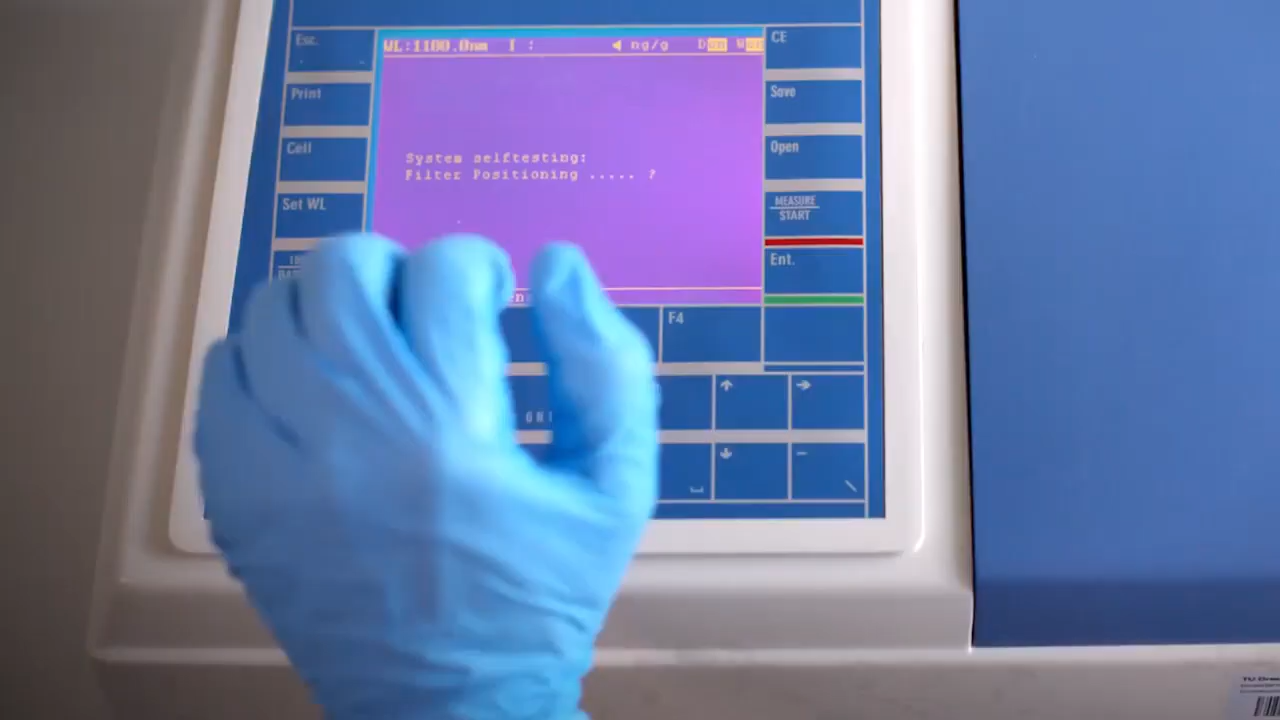 Esc.
WL:1100.0nm I : ◄ ng/g
CE
Print
Save
Cell
System selftesting:
Filter Positioning ..... ?
Open
Set WL
MEASURE
START
Ent.
F4
↑ →
↓ −